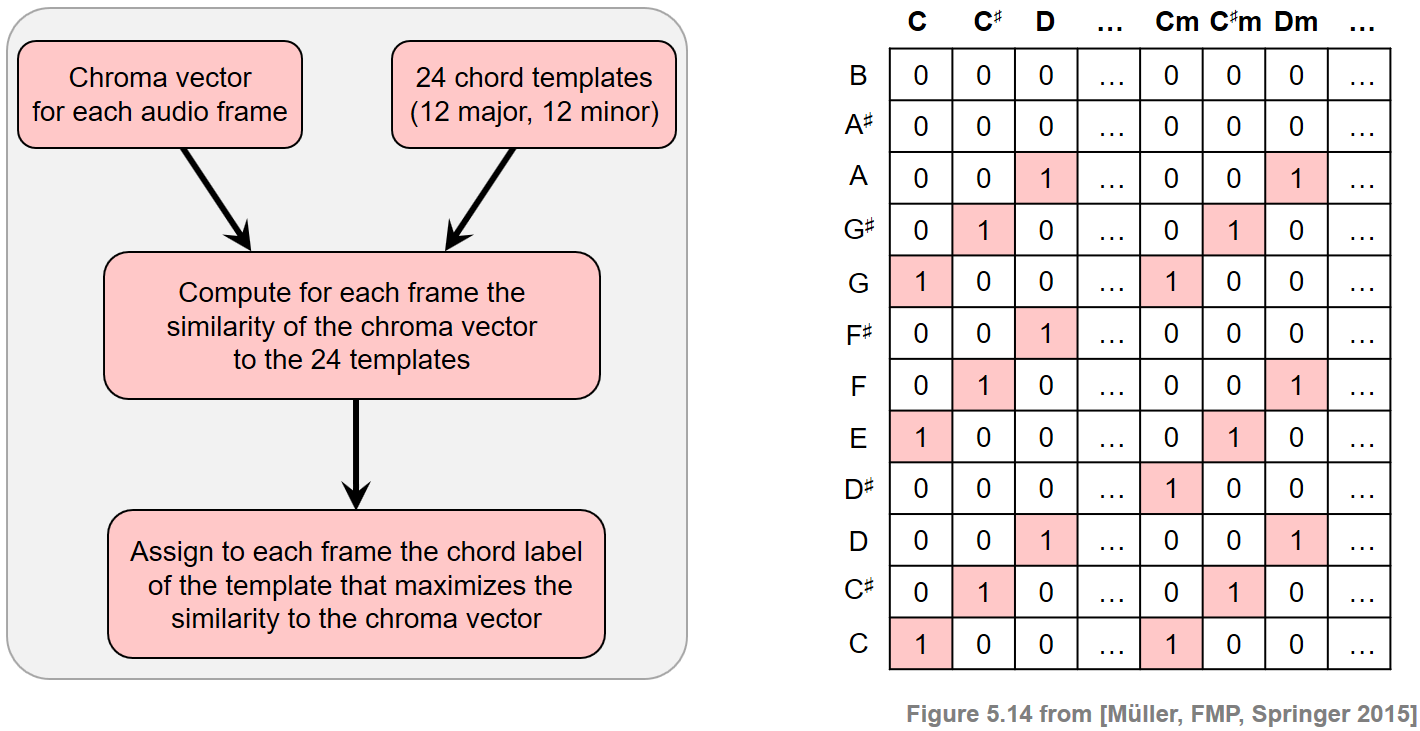 Chroma vector
for each audio frame
24 chord templates
(12 major, 12 minor)
Compute for each frame the
similarity of the chroma vector
to the 24 templates
Assign to each frame the chord label
of the template that maximizes the
similarity to the chroma vector
C C♯ D … Cm C♯m Dm …
B 0 0 0 … 0 0 0 …
A♯ 0 0 0 … 0 0 0 …
A 0 0 1 … 0 0 1 …
G♯ 0 1 0 … 0 1 0 …
G 1 0 0 … 1 0 0 …
F♯ 0 0 1 … 0 0 0 …
F 0 1 0 … 0 0 1 …
E 1 0 0 … 0 1 0 …
D♯ 0 0 0 … 1 0 0 …
D 0 0 1 … 0 0 1 …
C♯ 0 1 0 … 0 1 0 …
C 1 0 0 … 1 0 0 …
Figure 5.14 from [Müller, FMP, Springer 2015]